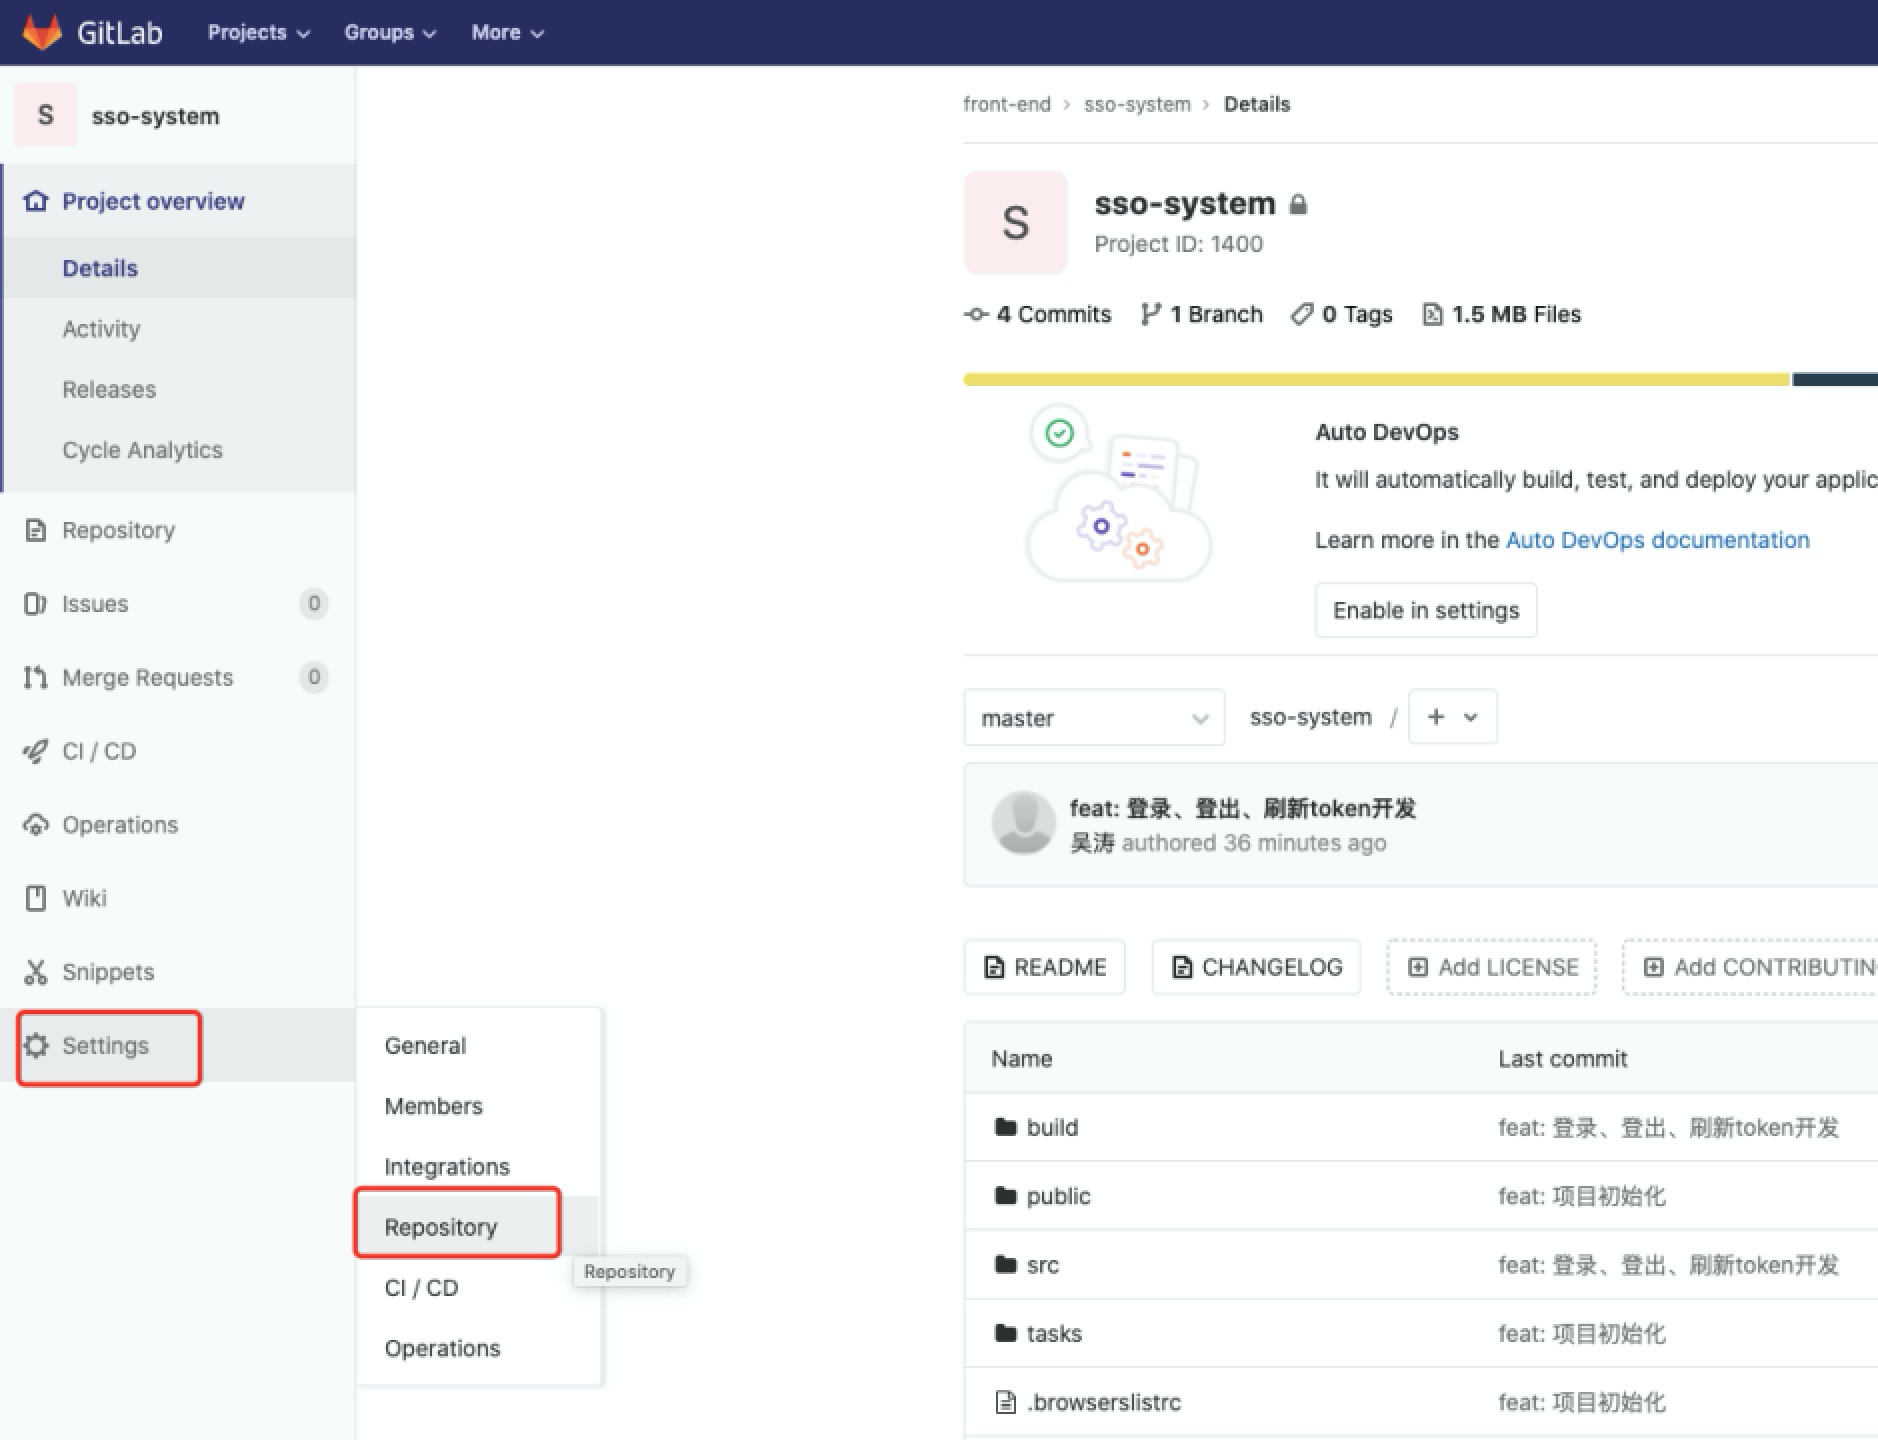 GitLab Projects Groups More
S sso-system
Project overview
Details
Activity
Releases
Cycle Analytics
Repository
Issues 0
Merge Requests 0
CI / CD
Operations
Wiki
Snippets
Settings
General
Members
Integrations
Repository
Repository
CI / CD
Operations
front-end › sso-system › Details
S
sso-system
Project ID: 1400
4 Commits 1 Branch 0 Tags 1.5 MB Files
Auto DevOps
It will automatically build, test, and deploy your applic
Learn more in the Auto DevOps documentation
Enable in settings
master sso-system / +
feat: 登录、登出、刷新token开发
吴涛 authored 36 minutes ago
README CHANGELOG Add LICENSE Add CONTRIBUTIN
Name Last commit
build feat: 登录、登出、刷新token开发
public feat: 项目初始化
src feat: 登录、登出、刷新token开发
tasks feat: 项目初始化
.browserslistrc feat: 项目初始化